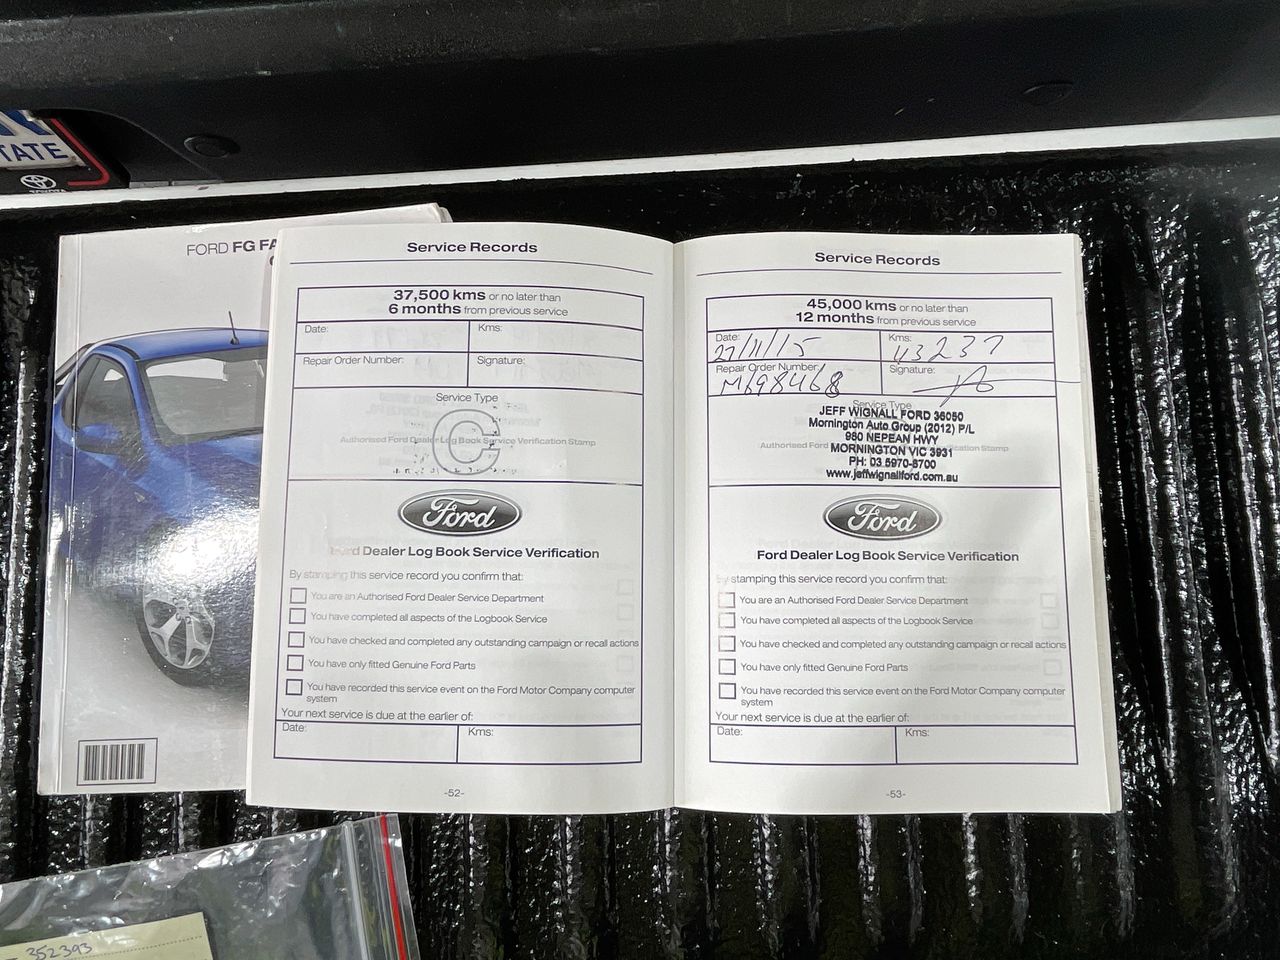 TATE
TOYOTA
FORD FG FA
Service Records
37,500 kms or no later than
6 months from previous service
Date:
Kms:
Repair Order Number:
Signature:
Service Type
C
Authorised Ford Dealer Log Book Service Verification Stamp
Ford
Ford Dealer Log Book Service Verification
By stamping this service record you confirm that:
You are an Authorised Ford Dealer Service Department
You have completed all aspects of the Logbook Service
You have checked and completed any outstanding campaign or recall actions
You have only fitted Genuine Ford Parts
You have recorded this service event on the Ford Motor Company computer
system
Your next service is due at the earlier of:
Date:
Kms:
-52-
Service Records
45,000 kms or no later than
12 months from previous service
Date:
27/11/15
Kms:
43237
Repair Order Number:
M698468
Signature:
Service Type
JEFF WIGNALL FORD 36050
Mornington Auto Group (2012) P/L
980 NEPEAN HWY
MORNINGTON VIC 3931
PH: 03 5970-8700
www.jeffwignallford.com.au
Ford
Ford Dealer Log Book Service Verification
By stamping this service record you confirm that:
You are an Authorised Ford Dealer Service Department
You have completed all aspects of the Logbook Service
You have checked and completed any outstanding campaign or recall actions
You have only fitted Genuine Ford Parts
You have recorded this service event on the Ford Motor Company computer
system
Your next service is due at the earlier of:
Date:
Kms:
-53-
352393